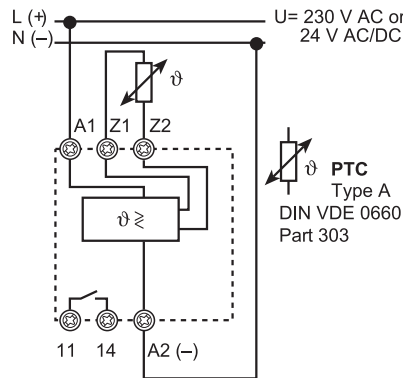 L (+)
N (–)
U= 230 V AC or
24 V AC/DC
ϑ
A1 Z1 Z2
ϑ PTC
Type A
DIN VDE 0660
Part 303
ϑ ≷
11 14 A2 (–)